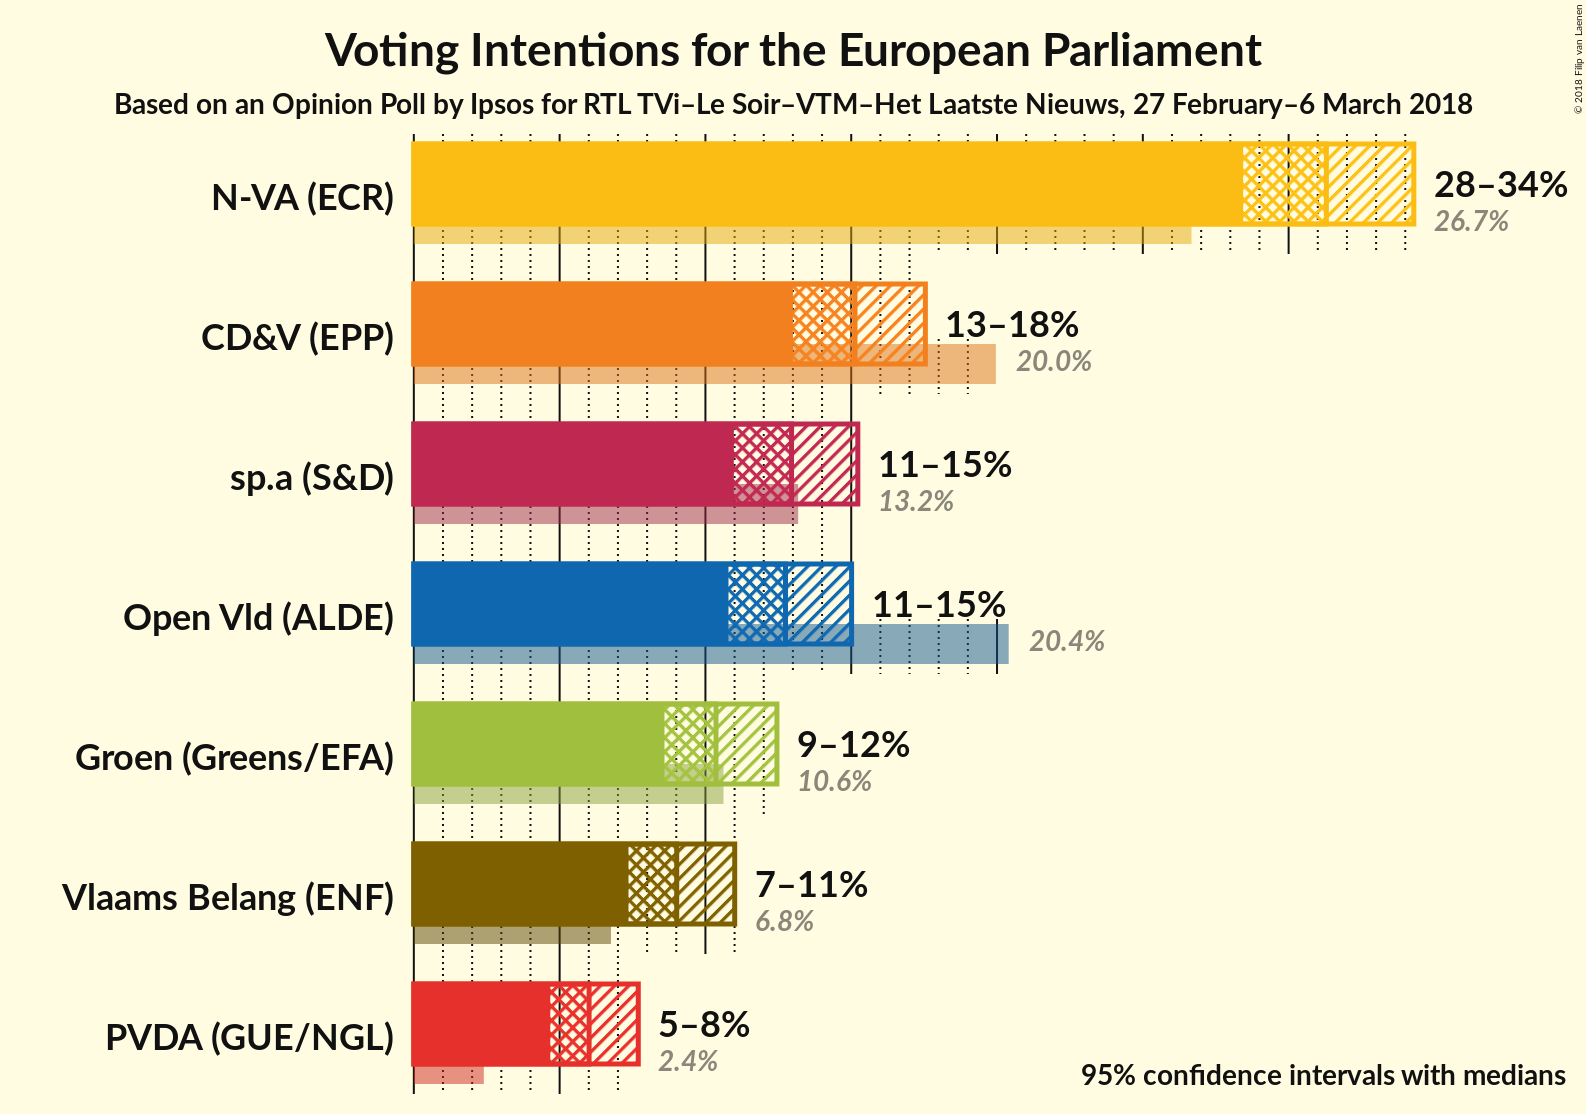 Voting Intentions for the European Parliament
Based on an Opinion Poll by Ipsos for RTL TVi–Le Soir–VTM–Het Laatste Nieuws, 27 February–6 March 2018
© 2018 Filip van Laenen
N-VA (ECR)
28–34%
26.7%
CD&V (EPP)
13–18%
20.0%
sp.a (S&D)
11–15%
13.2%
Open Vld (ALDE)
11–15%
20.4%
Groen (Greens/EFA)
9–12%
10.6%
Vlaams Belang (ENF)
7–11%
6.8%
PVDA (GUE/NGL)
5–8%
2.4%
95% confidence intervals with medians